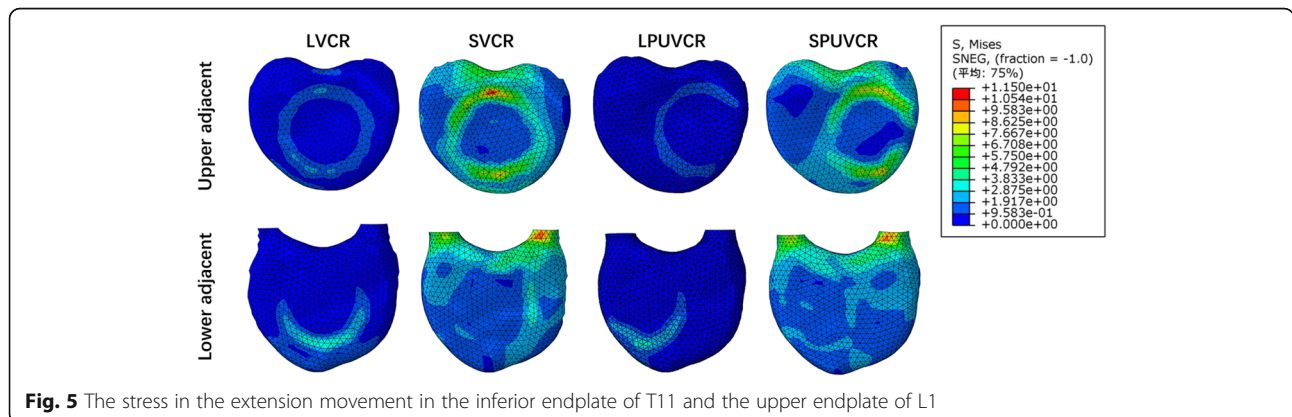 LVCR SVCR LPUVCR SPUVCR
Upper adjacent
Lower adjacent
S, Mises
SNEG, (fraction = -1.0)
(平均: 75%)
+1.150e+01
+1.054e+01
+9.583e+00
+8.625e+00
+7.667e+00
+6.708e+00
+5.750e+00
+4.792e+00
+3.833e+00
+2.875e+00
+1.917e+00
+9.583e-01
+0.000e+00
Fig. 5 The stress in the extension movement in the inferior endplate of T11 and the upper endplate of L1